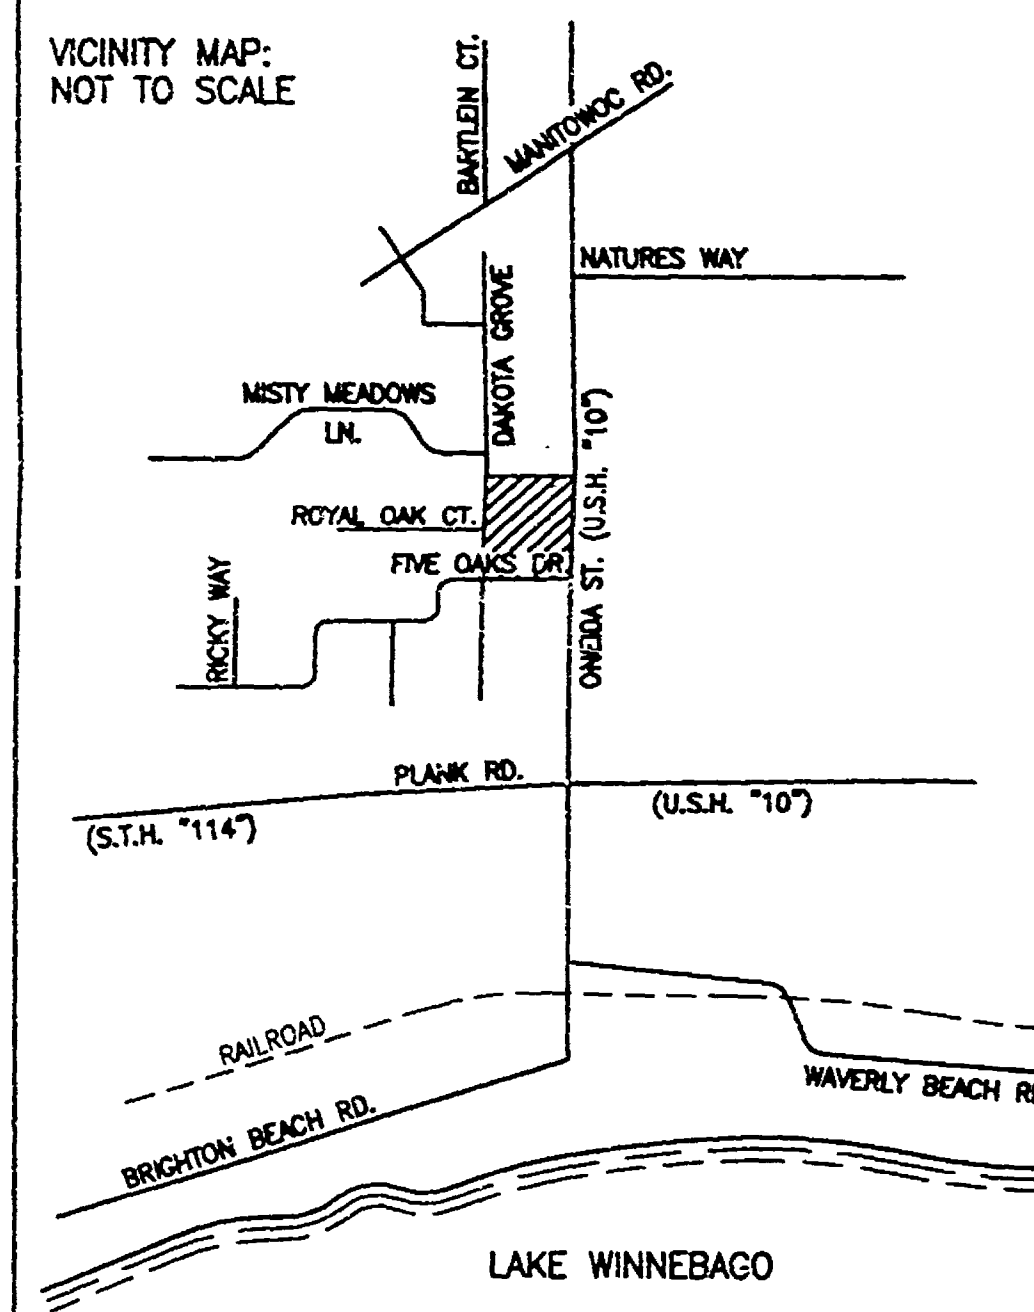 VICINITY MAP:
NOT TO SCALE
BARTLEIN CT.
MANITOWOC RD.
NATURES WAY
DAKOTA GROVE
MISTY MEADOWS
LN.
ONEIDA ST. (U.S.H. "10")
ROYAL OAK CT.
FIVE OAKS DR.
RICKY WAY
PLANK RD.
(U.S.H. "10")
(S.T.H. "114")
RAILROAD
WAVERLY BEACH
BRIGHTON BEACH RD.
LAKE WINNEBAGO